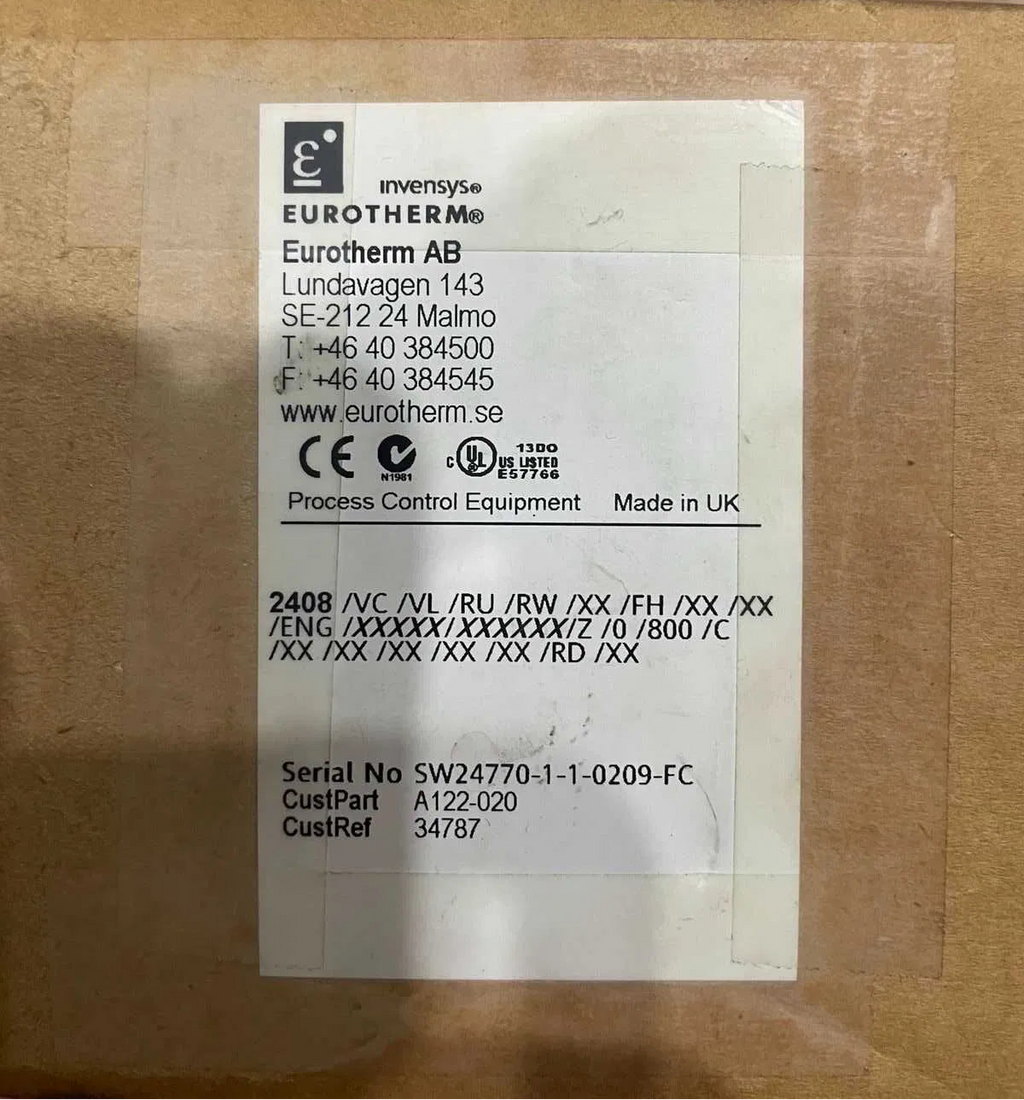 ε
invensys®
EUROTHERM®
Eurotherm AB
Lundavagen 143
SE-212 24 Malmo
T: +46 40 384500
F: +46 40 384545
www.eurotherm.se
CE N1981 C UL US LISTED 13DO E57766
Process Control Equipment Made in UK
2408 /VC /VL /RU /RW /XX /FH /XX /XX
/ENG /XXXXX/XXXXXX/Z /0 /800 /C
/XX /XX /XX /XX /XX /RD /XX
Serial No SW24770-1-1-0209-FC
CustPart A122-020
CustRef 34787